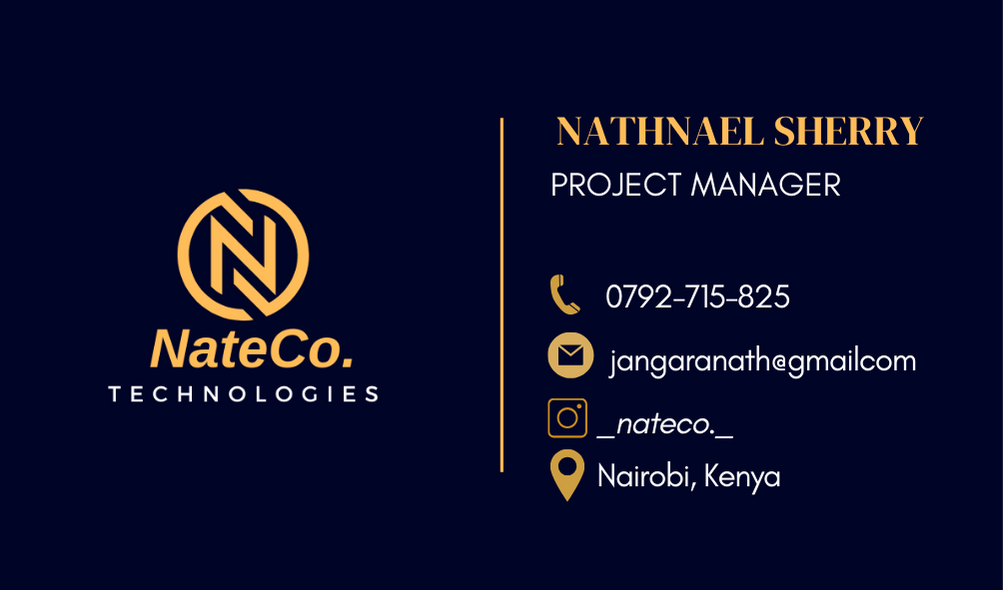 NateCo.
TECHNOLOGIES
NATHNAEL SHERRY
PROJECT MANAGER
0792-715-825
jangaranath@gmailcom
_nateco._
Nairobi, Kenya